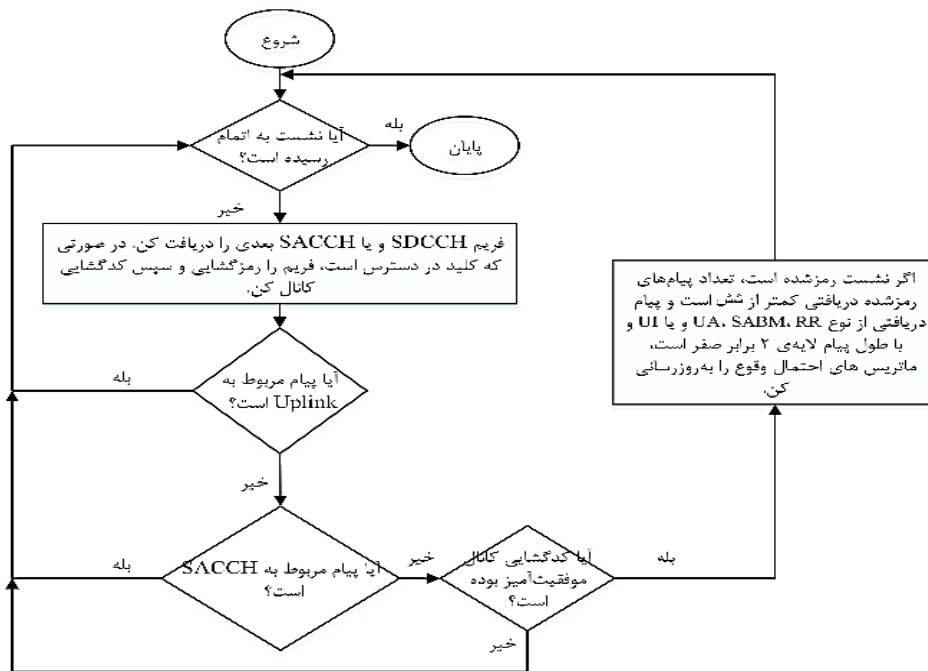 شروع
آیا نشست به اتمام
رسیده است؟
بله
پایان
خیر
فریم SDCCH و یا SACCH بعدی را دریافت کن. در صورتی
که کلید در دسترس است، فریم را رمزگشایی و سپس کدگشایی
کانال کن.
آیا پیام مربوط به
Uplink است؟
بله
خیر
آیا پیام مربوط به SACCH
است؟
بله
خیر
آیا کدگشایی کانال
موفقیت‌آمیز بوده
است؟
بله
خیر
اگر نشست رمزشده است، تعداد پیام‌های
رمزشده دریافتی کمتر از شش است و پیام
دریافتی از نوع UA، SABM، RR و یا UI و
با طول پیام لایه‌ی ۲ برابر صفر است،
ماتریس های احتمال وقوع را به‌روزرسانی
کن.